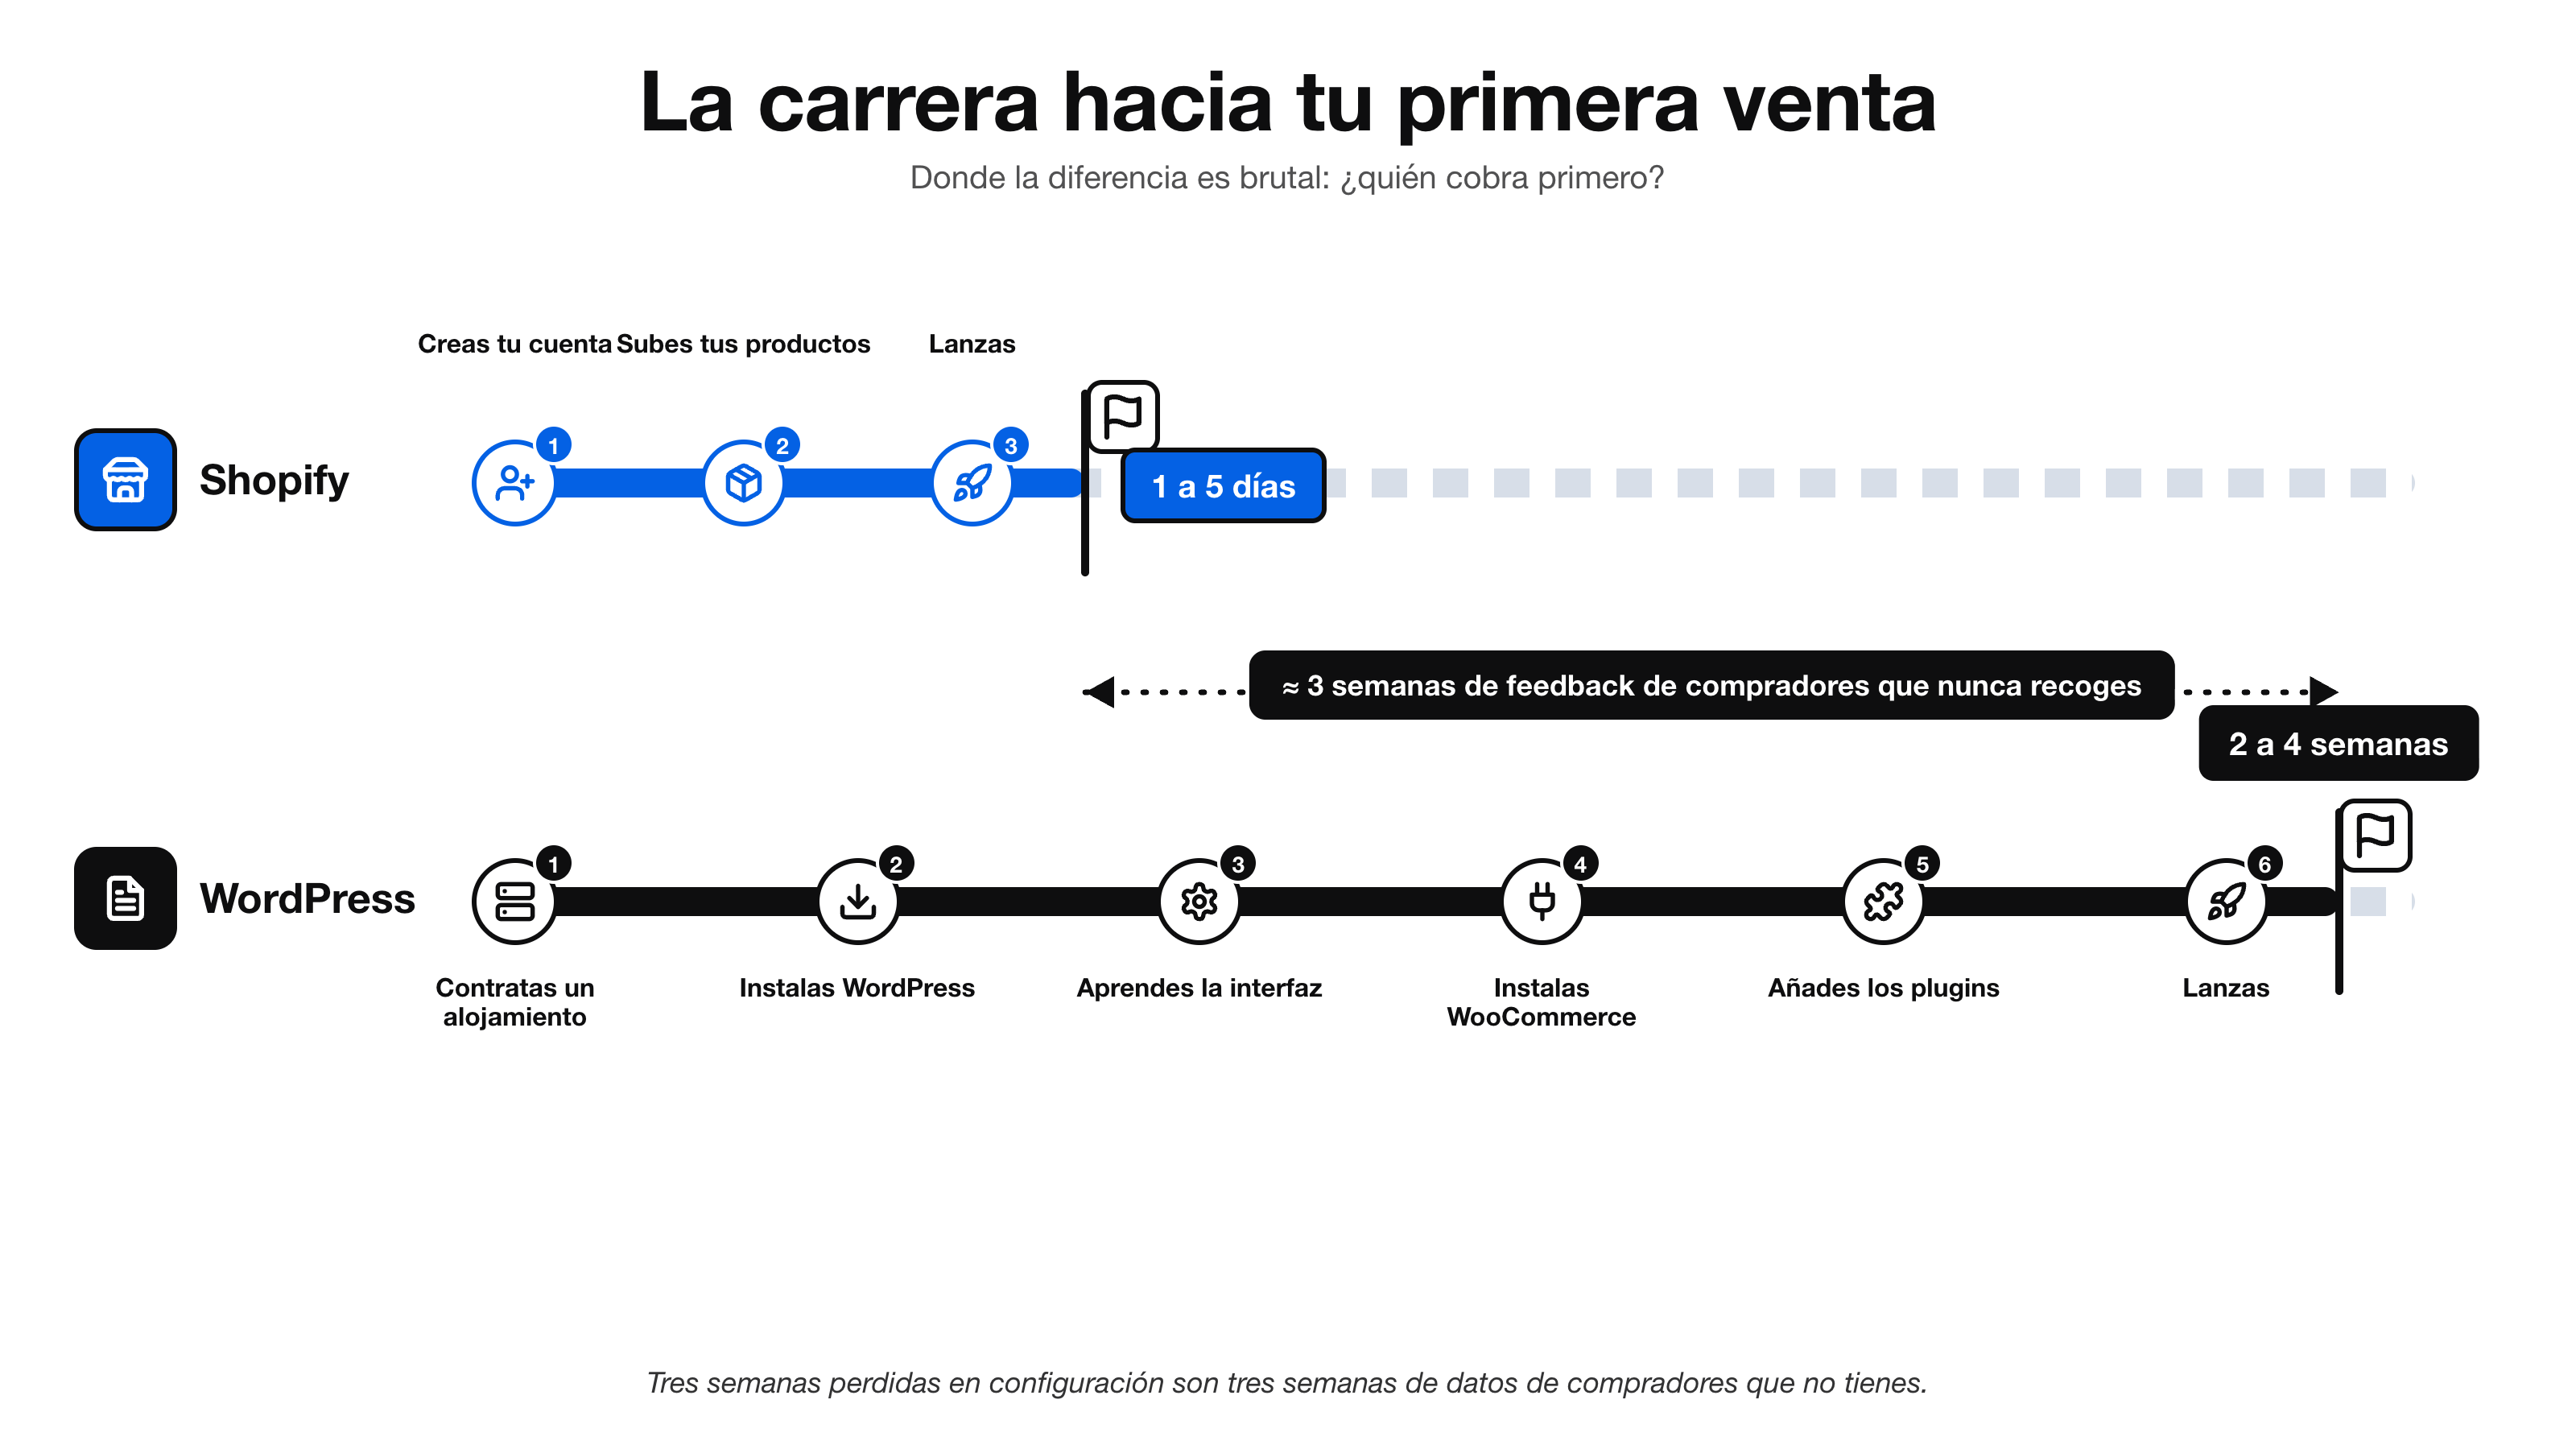 La carrera hacia tu primera venta
Donde la diferencia es brutal: ¿quién cobra primero?
Creas tu cuenta
Subes tus productos
Lanzas
Shopify
1
2
3
1 a 5 días
≈ 3 semanas de feedback de compradores que nunca recoges
2 a 4 semanas
WordPress
1
2
3
4
5
6
Contratas un
alojamiento
Instalas WordPress
Aprendes la interfaz
Instalas
WooCommerce
Añades los plugins
Lanzas
Tres semanas perdidas en configuración son tres semanas de datos de compradores que no tienes.